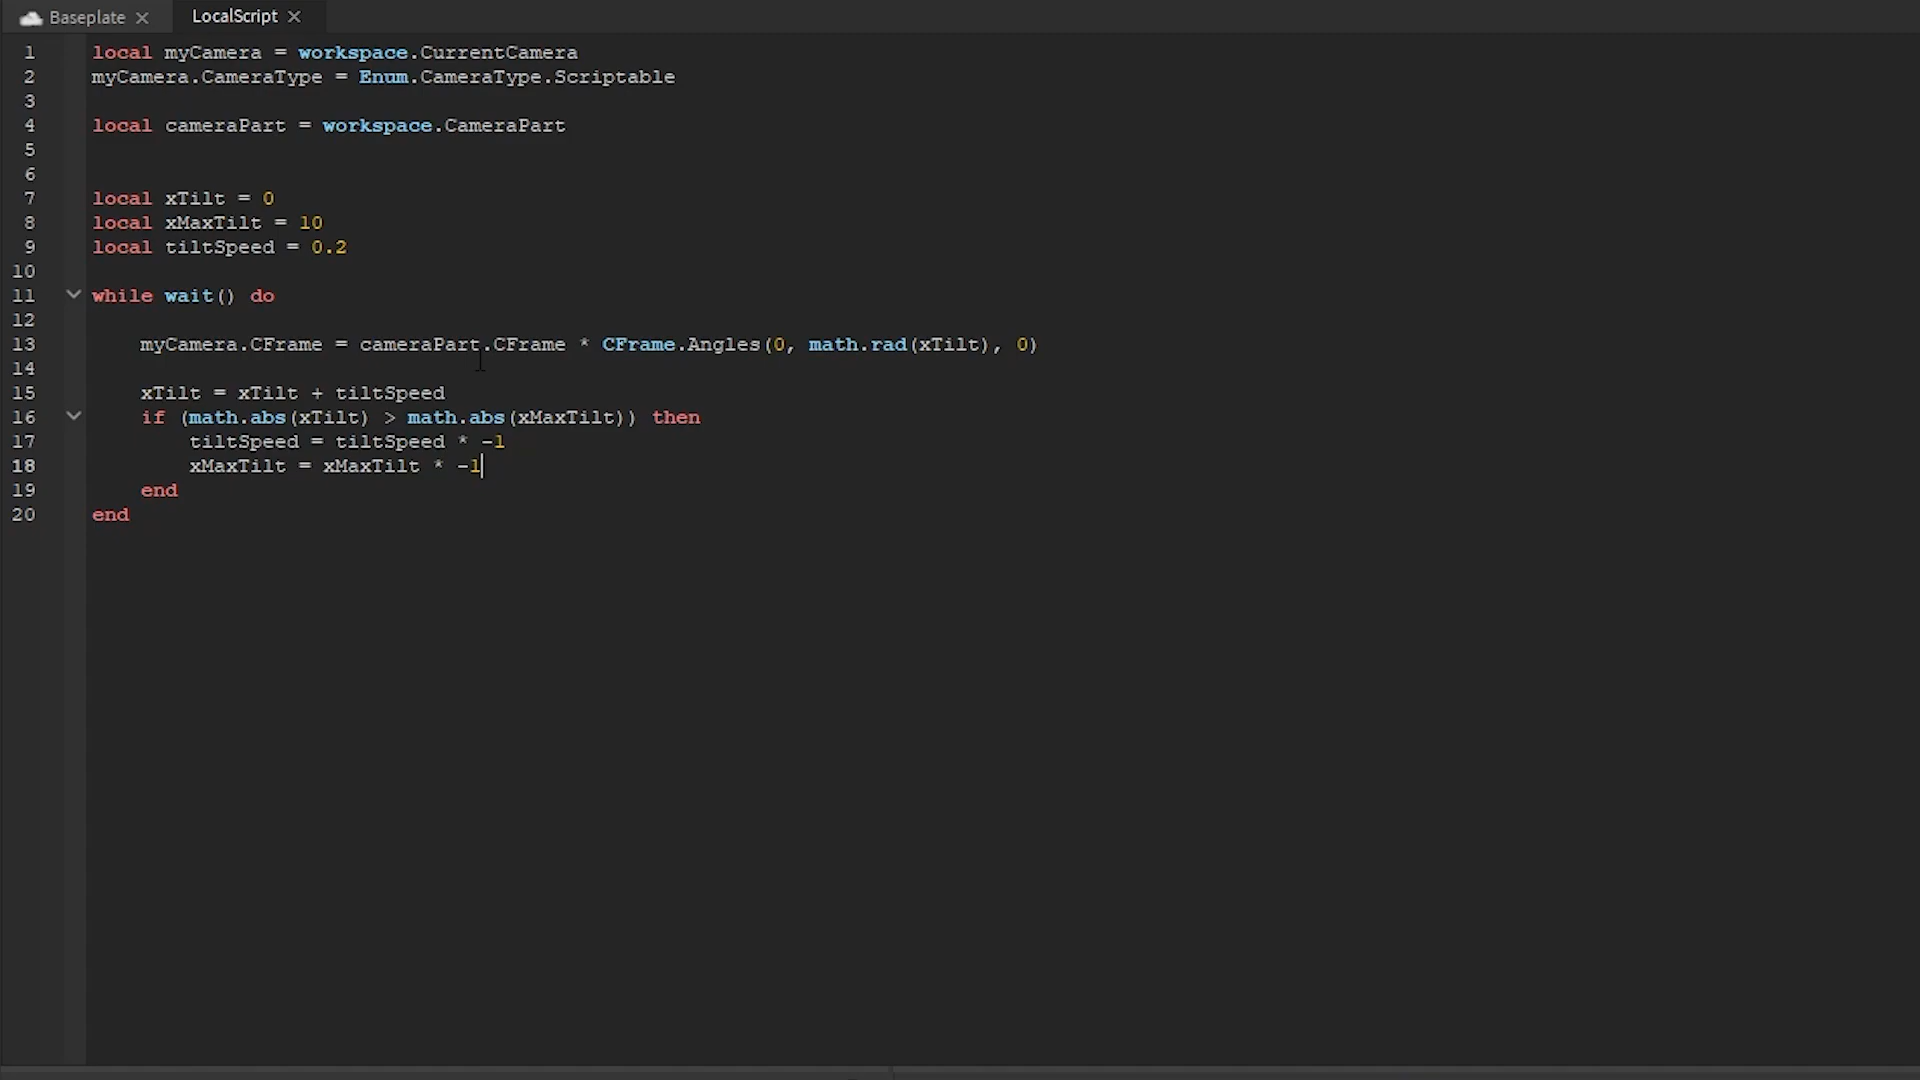 Baseplate LocalScript
1 local myCamera = workspace.CurrentCamera
2 myCamera.CameraType = Enum.CameraType.Scriptable
3
4 local cameraPart = workspace.CameraPart
5
6
7 local xTilt = 0
8 local xMaxTilt = 10
9 local tiltSpeed = 0.2
10
11 while wait() do
12
13 myCamera.CFrame = cameraPart.CFrame * CFrame.Angles(0, math.rad(xTilt), 0)
14
15 xTilt = xTilt + tiltSpeed
16 if (math.abs(xTilt) > math.abs(xMaxTilt)) then
17 tiltSpeed = tiltSpeed * -1
18 xMaxTilt = xMaxTilt * -1
19 end
20 end